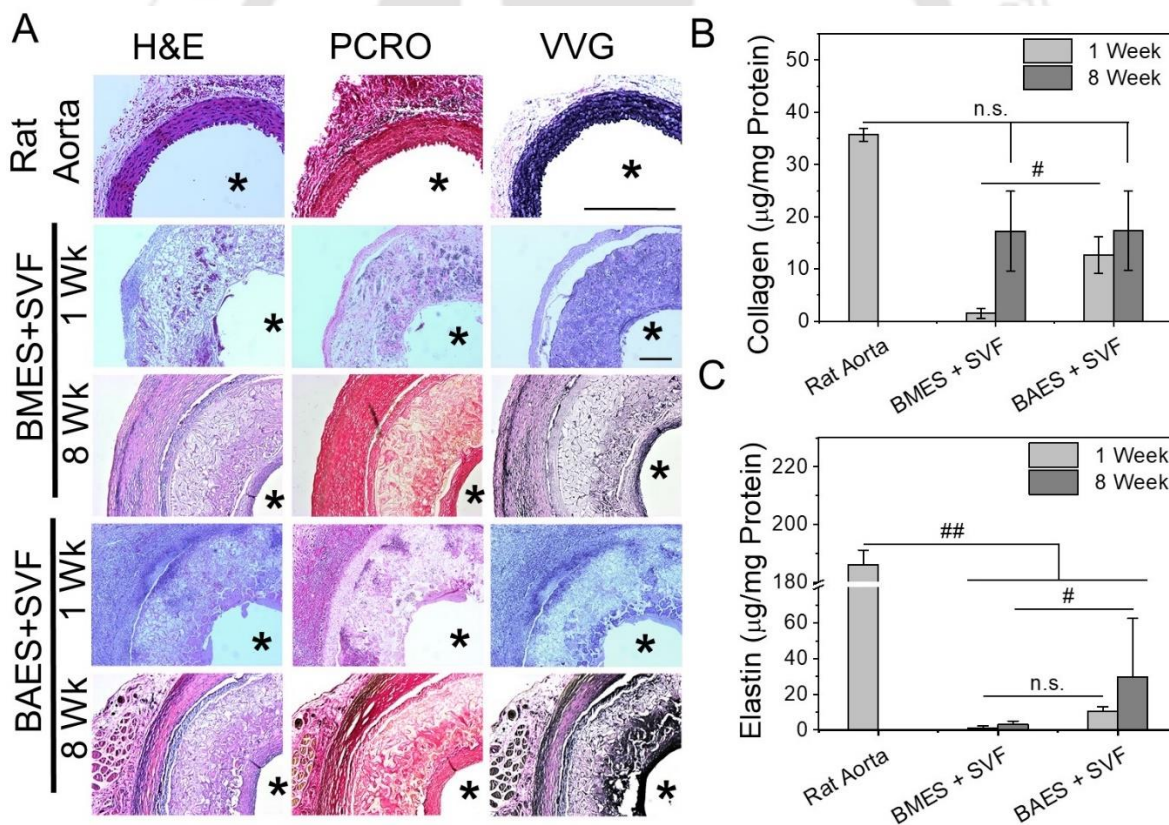 A
H&E
PCRO
VVG
Rat
Aorta
*
*
*
BMES+SVF
1 Wk
*
*
*
8 Wk
*
*
*
BAES+SVF
1 Wk
*
*
*
8 Wk
*
*
*
B
Collagen (µg/mg Protein)
50
40
30
20
10
0
1 Week
8 Week
n.s.
#
Rat Aorta
BMES + SVF
BAES + SVF
C
Elastin (µg/mg Protein)
220
200
180
60
40
20
0
1 Week
8 Week
##
#
n.s.
Rat Aorta
BMES + SVF
BAES + SVF